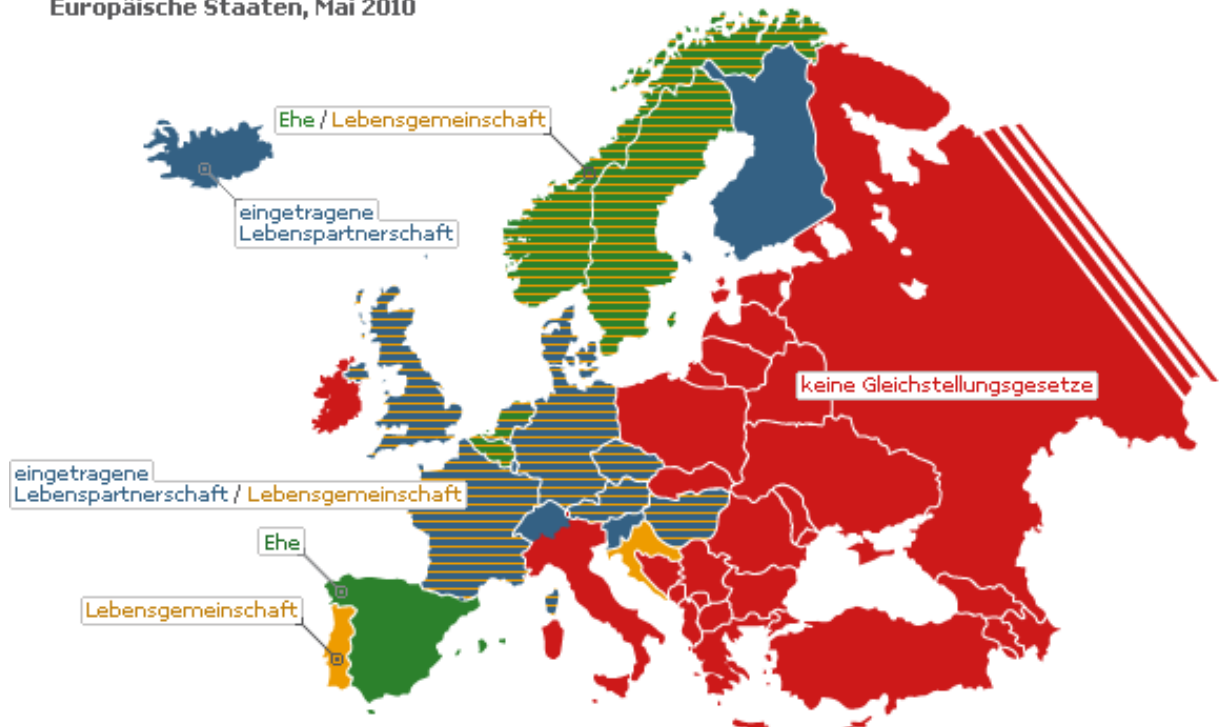 Europäische Staaten, Mai 2010
Ehe / Lebensgemeinschaft
eingetragene
Lebenspartnerschaft
keine Gleichstellungsgesetze
eingetragene
Lebenspartnerschaft / Lebensgemeinschaft
Ehe
Lebensgemeinschaft